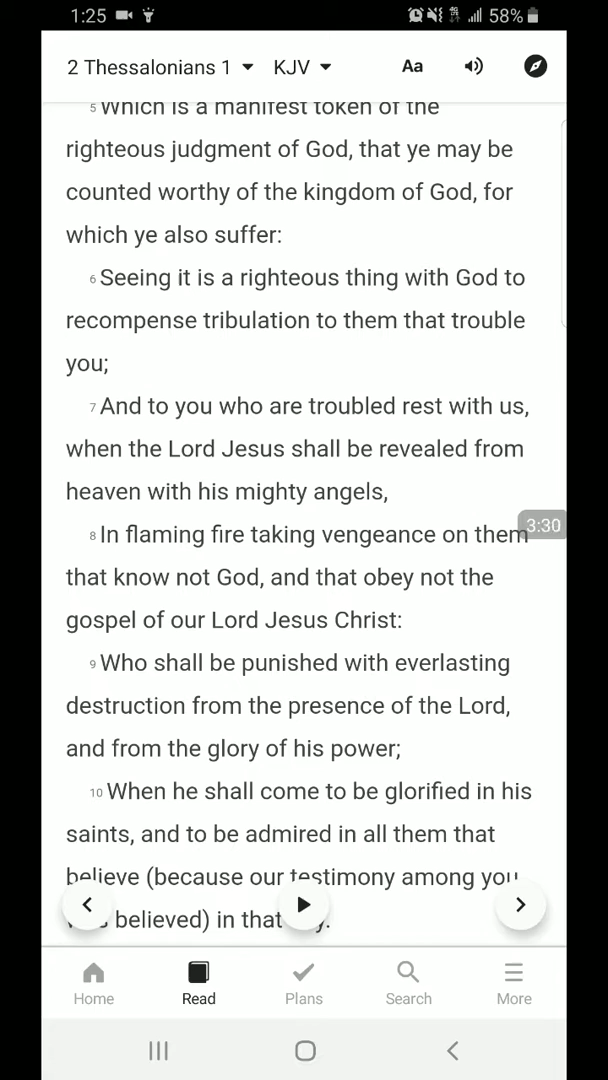 1:25 58%
2 Thessalonians 1 KJV Aa
5 Which is a manifest token of the
righteous judgment of God, that ye may be
counted worthy of the kingdom of God, for
which ye also suffer:
6 Seeing it is a righteous thing with God to
recompense tribulation to them that trouble
you;
7 And to you who are troubled rest with us,
when the Lord Jesus shall be revealed from
heaven with his mighty angels,
3:30
8 In flaming fire taking vengeance on them
that know not God, and that obey not the
gospel of our Lord Jesus Christ:
9 Who shall be punished with everlasting
destruction from the presence of the Lord,
and from the glory of his power;
10 When he shall come to be glorified in his
saints, and to be admired in all them that
believe (because our testimony among you
believed) in that
Home Read Plans Search More